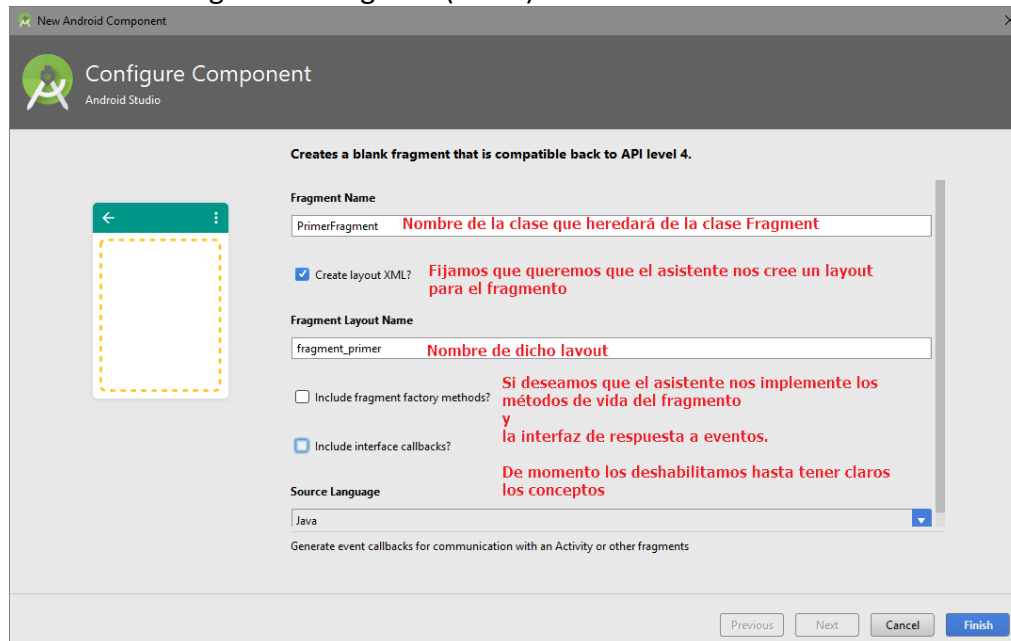 New Android Component
Configure Component
Android Studio
Creates a blank fragment that is compatible back to API level 4.
Fragment Name
PrimerFragment Nombre de la clase que heredará de la clase Fragment
Create layout XML? Fijamos que queremos que el asistente nos cree un layout
para el fragmento
Fragment Layout Name
fragment_primer Nombre de dicho lavout
Si deseamos que el asistente nos implemente los
Include fragment factory methods? métodos de vida del fragmento
y
la interfaz de respuesta a eventos.
Include interface callbacks?
De momento los deshabilitamos hasta tener claros
Source Language los conceptos
Java
Generate event callbacks for communication with an Activity or other fragments
Previous Next Cancel Finish